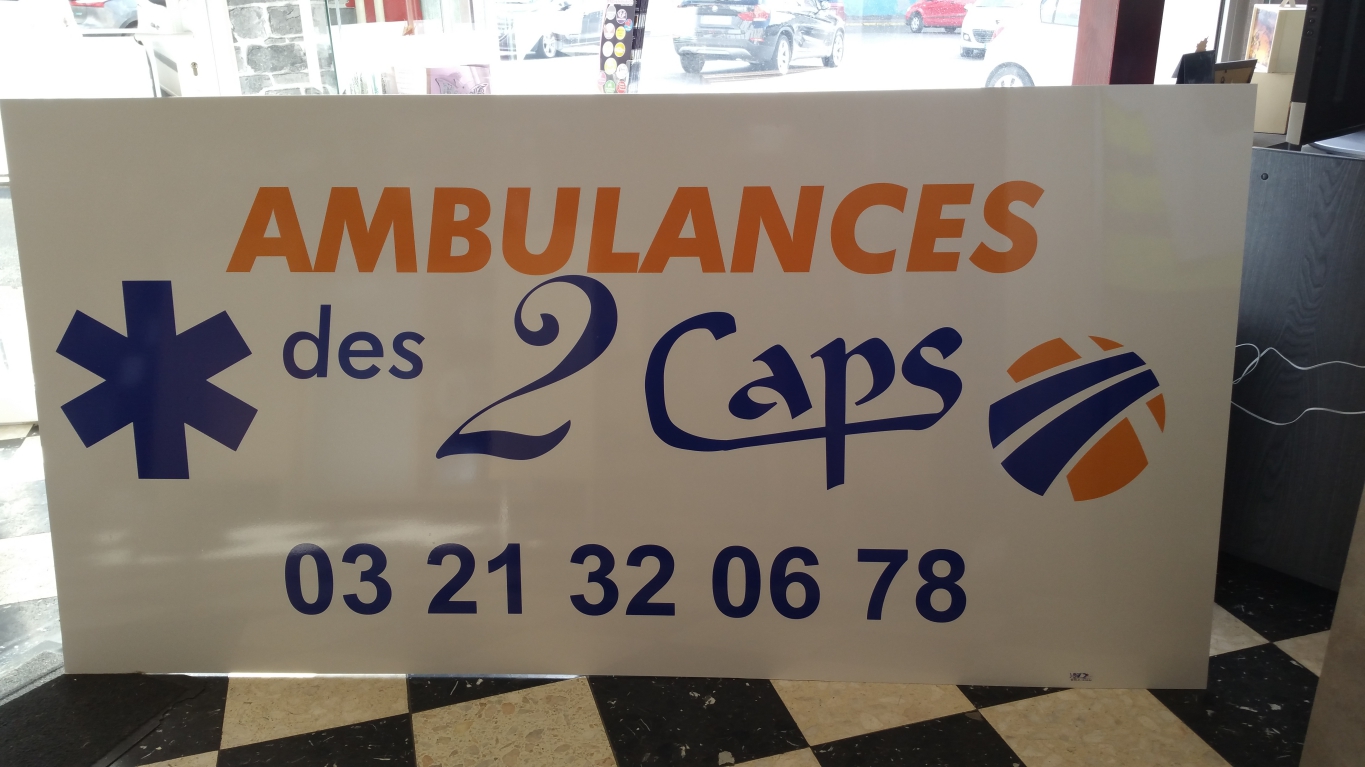 AMBULANCES
des 2 Caps
03 21 32 06 78